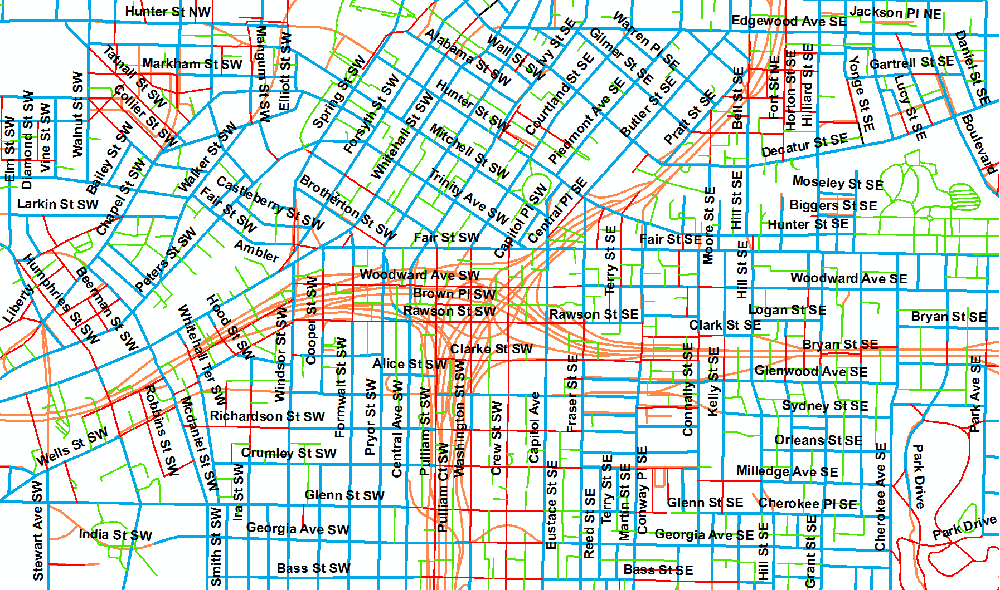 Hunter St NW
Jackson Pl NE
Edgewood Ave SE
Warren Pl SE
Gilmer St SE
Ivy St SE
Wall St SW
Alabama St SW
Mangum St SW
Elliott St SW
Tatnall St SW
Markham St SW
Spring St SW
Forsyth St SW
Whitehall St SW
Hunter St SW
Courtland St SE
Piedmont Ave SE
Butler St SE
Pratt St SE
Bell St SE
Fort St NE
Horton St SE
Hilliard St SE
Yonge St SE
Gartrell St SE
Lucy St SE
Daniel St SE
Boulevard
Decatur St SE
Collier St SW
Walnut St SW
Elm St SW
Diamond St SW
Vine St SW
Bailey St SW
Chapel St SW
Walker St SW
Mitchell St SW
Trinity Ave SW
Brotherton St SW
Castleberry St SW
Fair St SW
Larkin St SW
Capitol Pl SW
Central Pl SE
Moore St SE
Hill St SE
Moseley St SE
Biggers St SE
Hunter St SE
Fair St SW
Fair St SE
Ambler
Peters St SW
Humphries St SW
Beerman St SW
Liberty
Terry St SE
Hill St SE
Woodward Ave SW
Woodward Ave SE
Brown Pl SW
Rawson St SW
Rawson St SE
Logan St SE
Clark St SE
Bryan St SE
Bryan St SE
Cooper St SW
Windsor St SW
Hood St SW
Whitehall Ter SW
Clarke St SW
Alice St SW
Glenwood Ave SE
Formwalt St SW
Pryor St SW
Central Ave SW
Pulliam St SW
Washington St SW
Crew St SW
Capitol Ave
Fraser St SE
Connally St SE
Kelly St SE
Park Ave SE
Sydney St SE
Robbins St SW
Mcdaniel St SW
Richardson St SW
Wells St SW
Crumley St SW
Orleans St SE
Milledge Ave SE
Pulliam Ct SW
Eustace St SE
Reed St SE
Terry St SE
Martin St SE
Conway Pl SE
Cherokee Ave SE
Park Drive
Ira St SW
Glenn St SW
Glenn St SE
Cherokee Pl SE
Stewart Ave SW
India St SW
Smith St SW
Georgia Ave SW
Georgia Ave SE
Hill St SE
Grant St SE
Park Drive
Bass St SW
Bass St SE